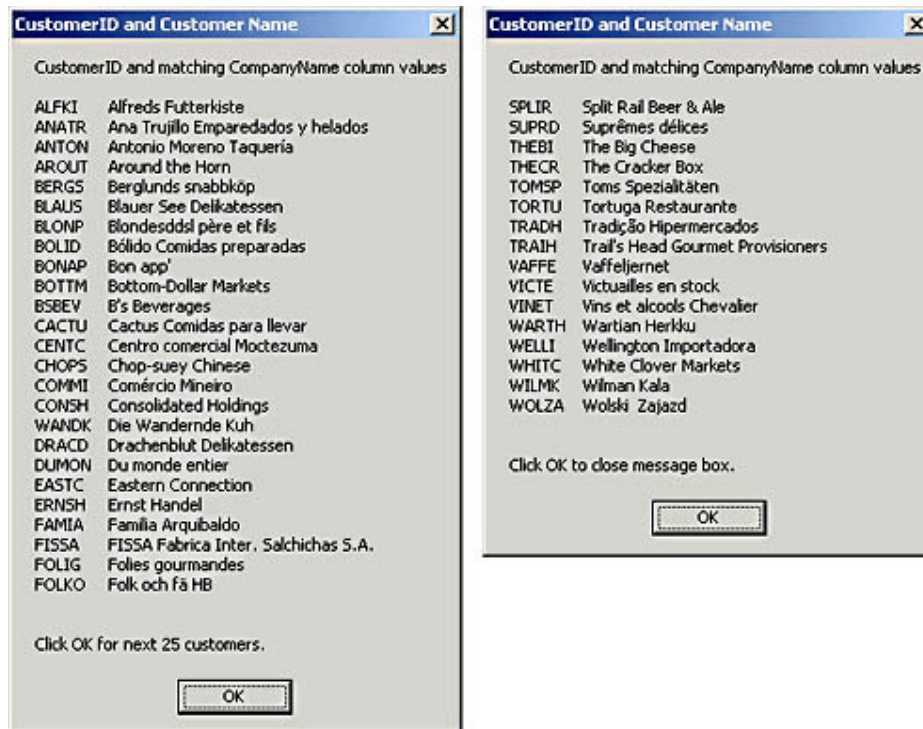 CustomerID and Customer Name
CustomerID and matching CompanyName column values
ALFKI Alfreds Futterkiste
ANATR Ana Trujillo Emparedados y helados
ANTON Antonio Moreno Taquería
AROUT Around the Horn
BERGS Berglunds snabbköp
BLAUS Blauer See Delikatessen
BLONP Blondesddsl père et fils
BOLID Bólido Comidas preparadas
BONAP Bon app'
BOTTM Bottom-Dollar Markets
BSBEV B's Beverages
CACTU Cactus Comidas para llevar
CENTC Centro comercial Moctezuma
CHOPS Chop-suey Chinese
COMMI Comércio Mineiro
CONSH Consolidated Holdings
WANDK Die Wandernde Kuh
DRACD Drachenblut Delikatessen
DUMON Du monde entier
EASTC Eastern Connection
ERNSH Ernst Handel
FAMIA Familia Arquibaldo
FISSA FISSA Fabrica Inter. Salchichas S.A.
FOLIG Folies gourmandes
FOLKO Folk och fä HB
Click OK for next 25 customers.
OK
CustomerID and Customer Name
CustomerID and matching CompanyName column values
SPLIR Split Rail Beer & Ale
SUPRD Suprêmes délices
THEBI The Big Cheese
THECR The Cracker Box
TOMSP Toms Spezialitäten
TORTU Tortuga Restaurante
TRADH Tradição Hipermercados
TRAIH Trail's Head Gourmet Provisioners
VAFFE Vaffeljernet
VICTE Victuailles en stock
VINET Vins et alcools Chevalier
WARTH Wartian Herkku
WELLI Wellington Importadora
WHITC White Clover Markets
WILMK Wilman Kala
WOLZA Wolski Zajazd
Click OK to close message box.
OK